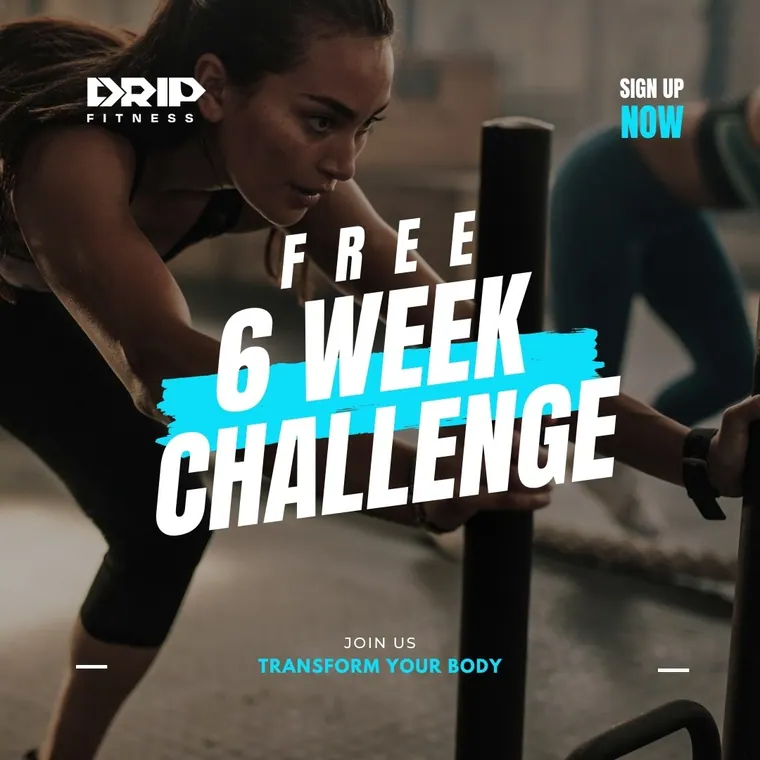 DRIP
FITNESS
SIGN UP
NOW
FREE
6 WEEK
CHALLENGE
JOIN US
TRANSFORM YOUR BODY